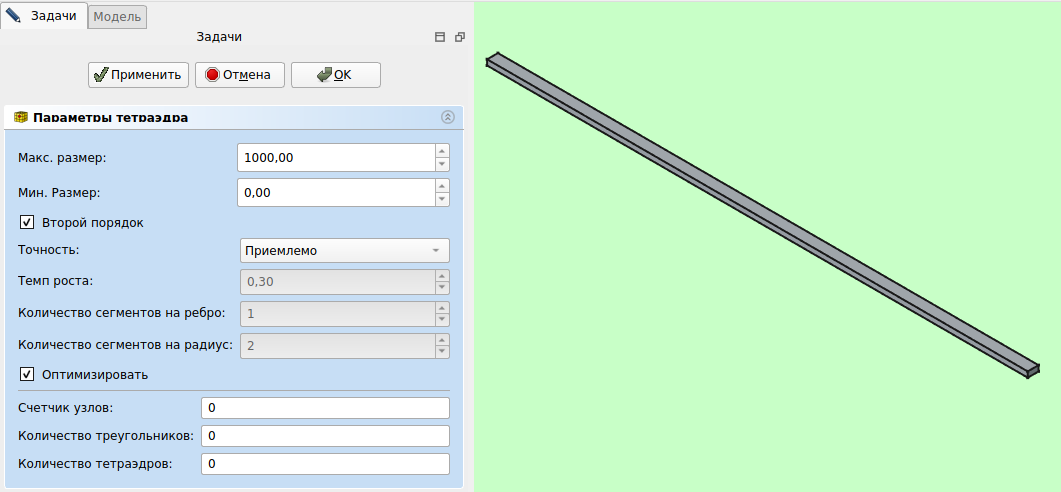 Задачи Модель
Задачи
Применить Отмена OK
Параметры тетраэдра
Макс. размер: 1000,00
Мин. Размер: 0,00
Второй порядок
Точность: Приемлемо
Темп роста: 0,30
Количество сегментов на ребро: 1
Количество сегментов на радиус: 2
Оптимизировать
Счетчик узлов: 0
Количество треугольников: 0
Количество тетраэдров: 0